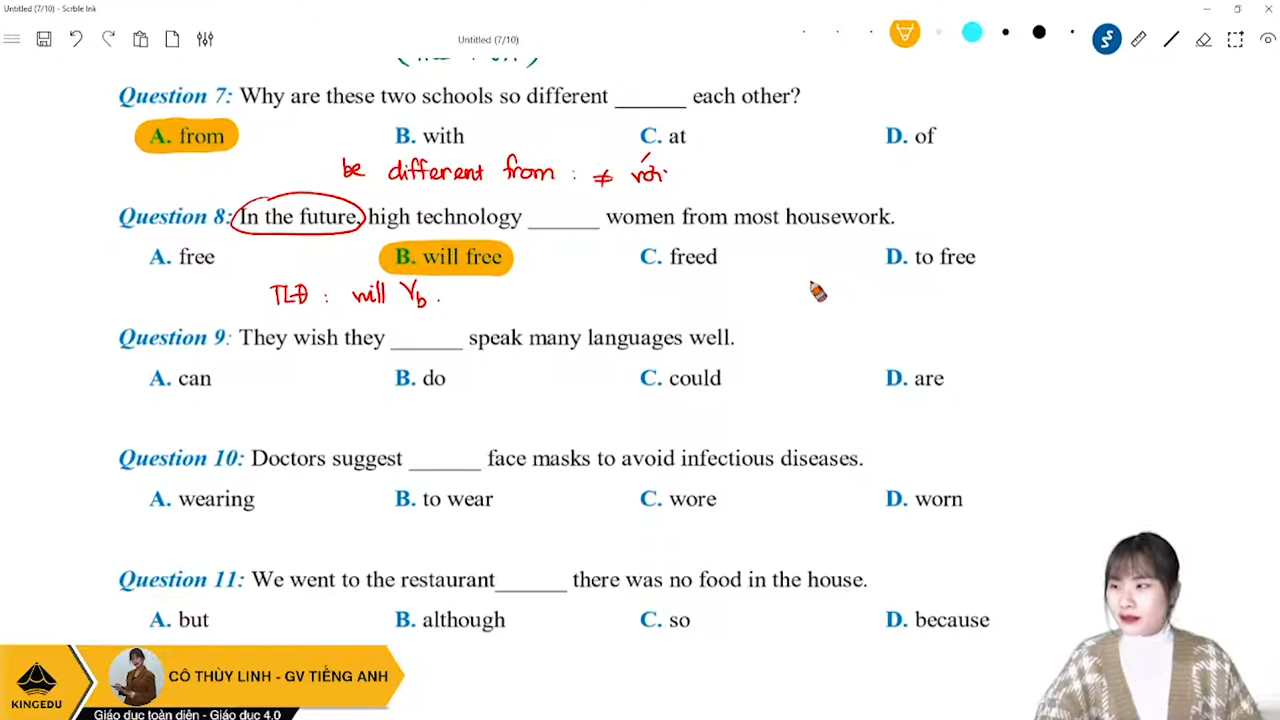 Untitled (7/10) - Scrble Ink
Untitled (7/10)
Question 7: Why are these two schools so different ______ each other?
A. from B. with C. at D. of
be different from : ≠ với
Question 8: In the future, high technology ______ women from most housework.
A. free B. will free C. freed D. to free
TLĐ : will Vb.
Question 9: They wish they ______ speak many languages well.
A. can B. do C. could D. are
Question 10: Doctors suggest ______ face masks to avoid infectious diseases.
A. wearing B. to wear C. wore D. worn
Question 11: We went to the restaurant______ there was no food in the house.
A. but B. although C. so D. because
CÔ THÙY LINH - GV TIẾNG ANH
KINGEDU
Giáo dục toàn diện - Giáo dục 4.0